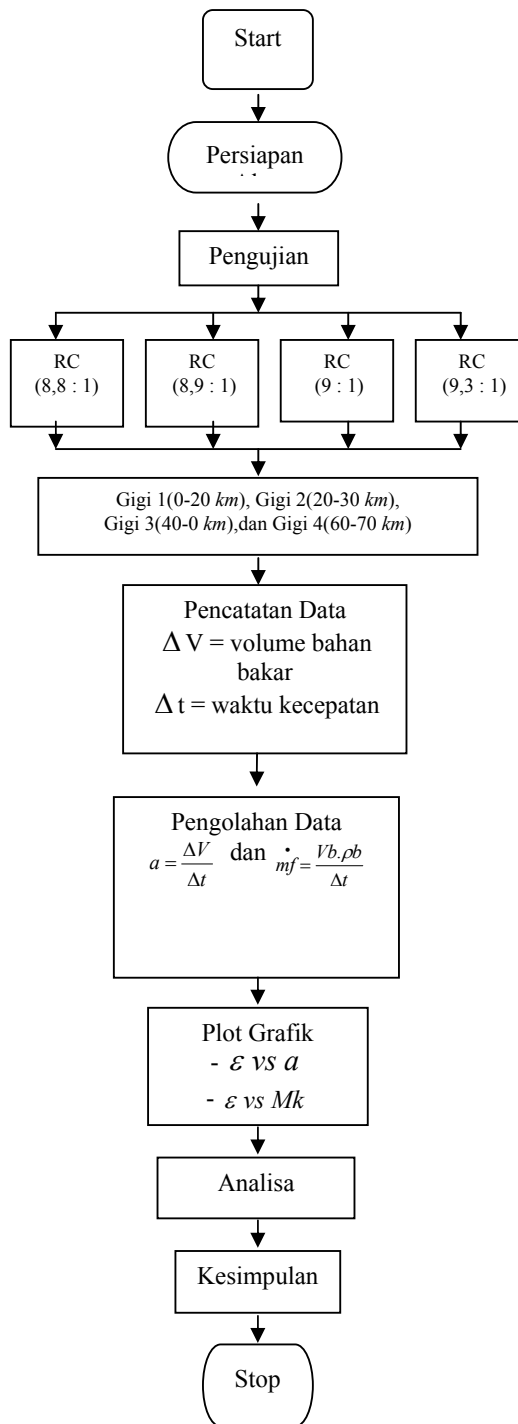 Start
Persiapan
Pengujian
RC
(8,8 : 1)
RC
(8,9 : 1)
RC
(9 : 1)
RC
(9,3 : 1)
Gigi 1(0-20 km), Gigi 2(20-30 km),
Gigi 3(40-0 km),dan Gigi 4(60-70 km)
Pencatatan Data
Δ V = volume bahan
bakar
Δ t = waktu kecepatan
Pengolahan Data
a = ΔV/Δt dan ṁf = Vb.ρb/Δt
Plot Grafik
- ε vs a
- ε vs Mk
Analisa
Kesimpulan
Stop